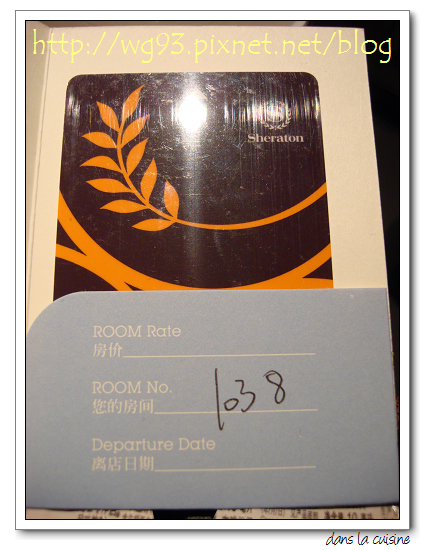 http://wg93.pixnet.net/blog
Sheraton
ROOM Rate
房价
ROOM No.
您的房间 1038
Departure Date
离店日期
dans la cuisine